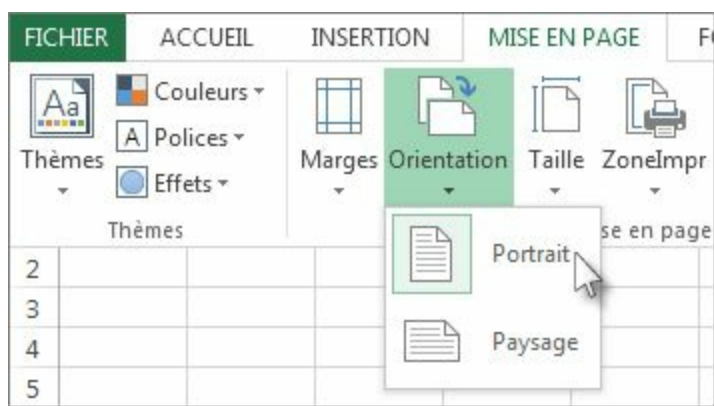 FICHIER ACCUEIL INSERTION MISE EN PAGE
Aa Couleurs
A Polices
Thèmes Effets Marges Orientation Taille ZoneImpr
Thèmes se en page
Portrait
Paysage
2
3
4
5